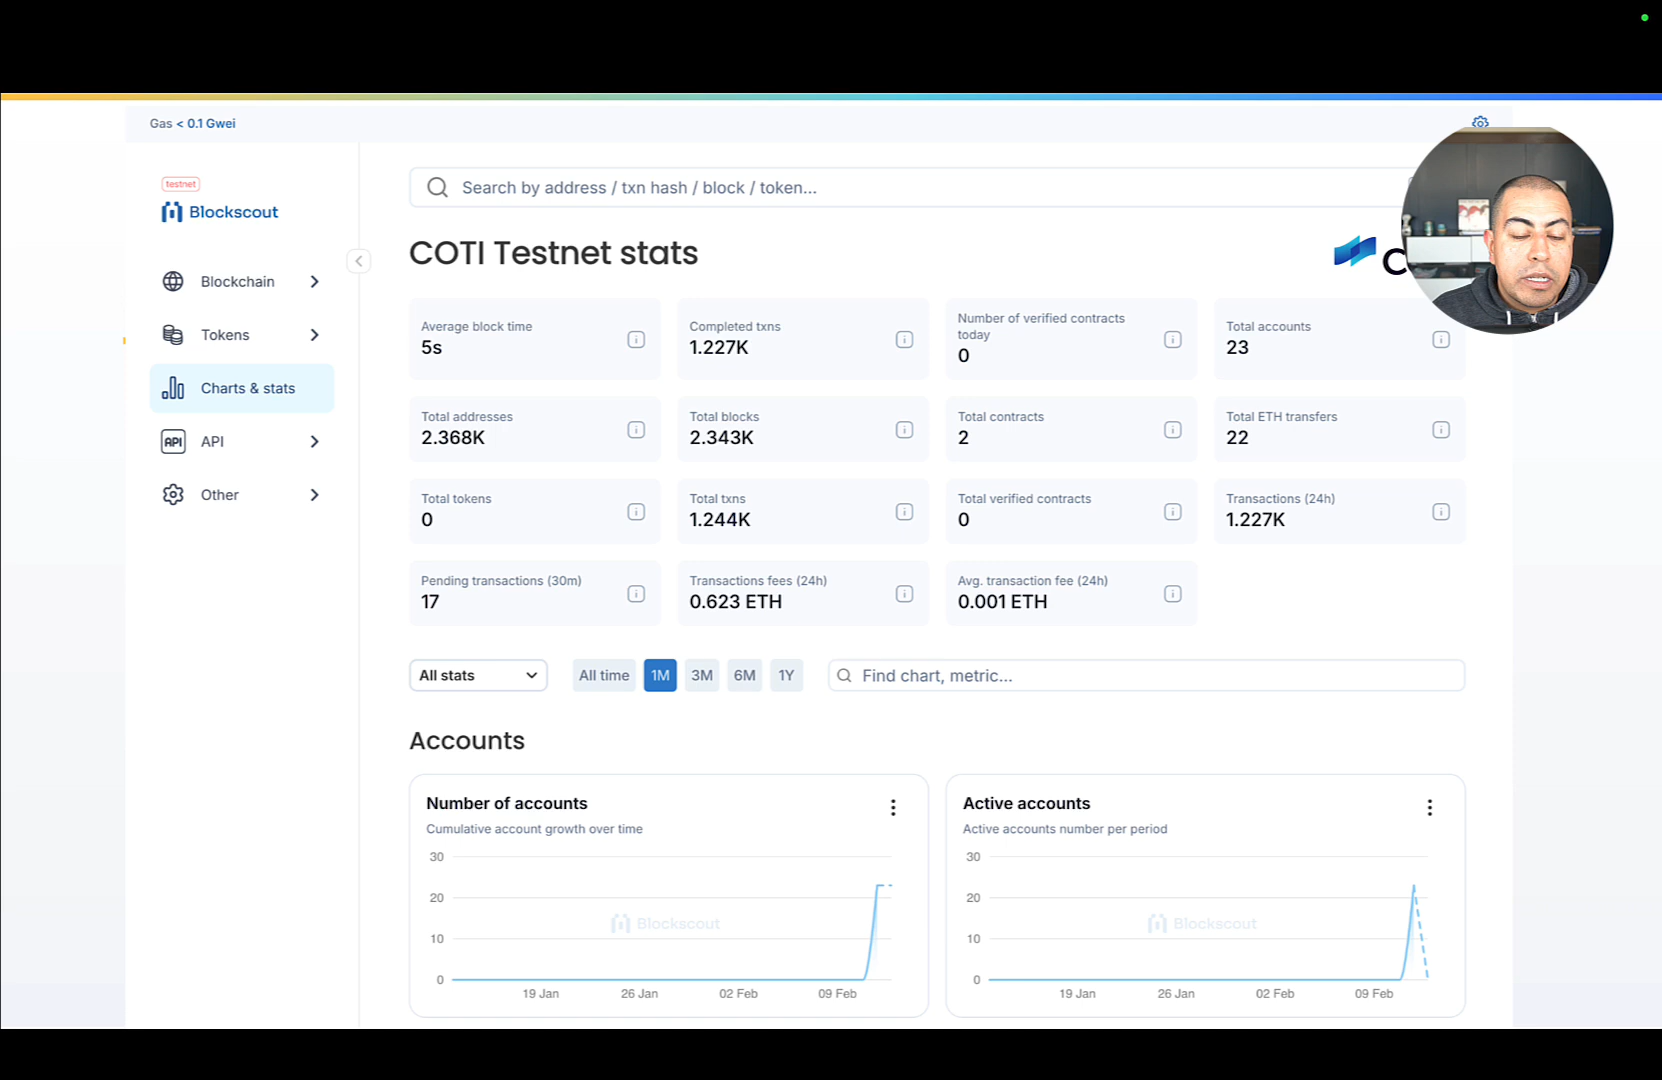 Gas < 0.1 Gwei
testnet
Blockscout
Search by address / txn hash / block / token...
Blockchain
Tokens
Charts & stats
API
API
Other
COTI Testnet stats
C
Average block time
5s
Completed txns
1.227K
Number of verified contracts
today
0
Total accounts
23
Total addresses
2.368K
Total blocks
2.343K
Total contracts
2
Total ETH transfers
22
Total tokens
0
Total txns
1.244K
Total verified contracts
0
Transactions (24h)
1.227K
Pending transactions (30m)
17
Transactions fees (24h)
0.623 ETH
Avg. transaction fee (24h)
0.001 ETH
All stats
All time
1M
3M
6M
1Y
Find chart, metric...
Accounts
Number of accounts
Cumulative account growth over time
30
20
10
0
Blockscout
19 Jan
26 Jan
02 Feb
09 Feb
Active accounts
Active accounts number per period
30
20
10
0
Blockscout
19 Jan
26 Jan
02 Feb
09 Feb